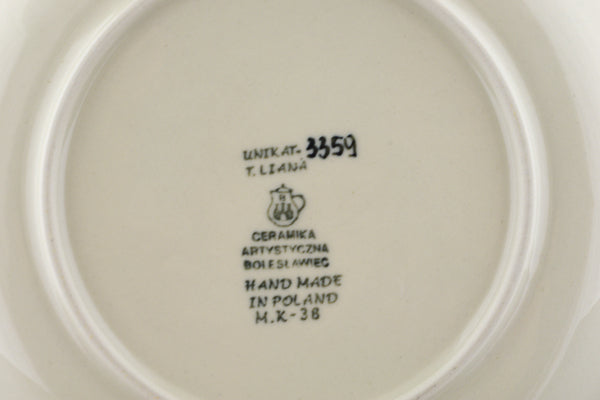 UNIKAT-3359
T. LIANA
CERAMIKA
ARTYSTYCZNA
BOLESŁAWIEC
HAND MADE
IN POLAND
M.K-38